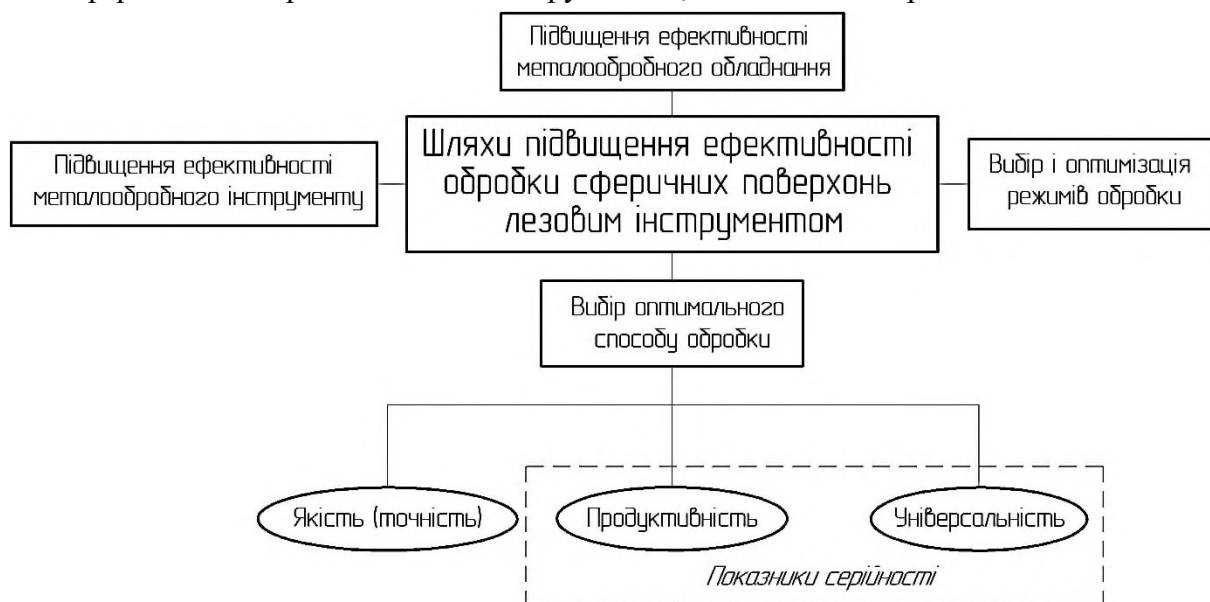 Підвищення ефективності
металообробного обладнання
Шляхи підвищення ефективності
обробки сферичних поверхонь
лезовим інструментом
Підвищення ефективності
металообробного інструменту
Вибір і оптимізація
режимів обробки
Вибір оптимального
способу обробки
Якість (точність)
Продуктивність
Універсальність
Показники серійності